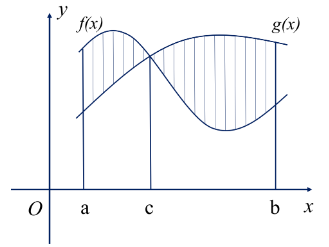 y
f(x) g(x)
O a c b x